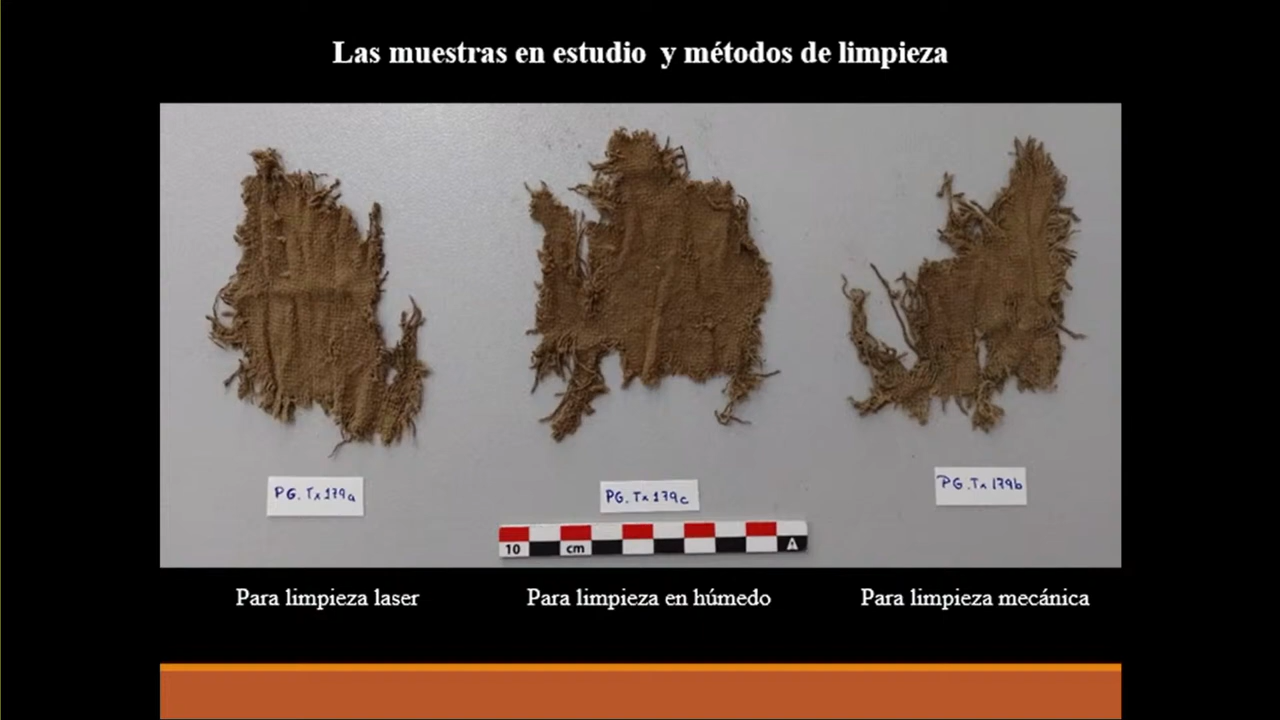 Las muestras en estudio y métodos de limpieza
PG. Tx 179a
PG. Tx 179c
PG. Tx 179b
10 cm A
Para limpieza laser
Para limpieza en húmedo
Para limpieza mecánica